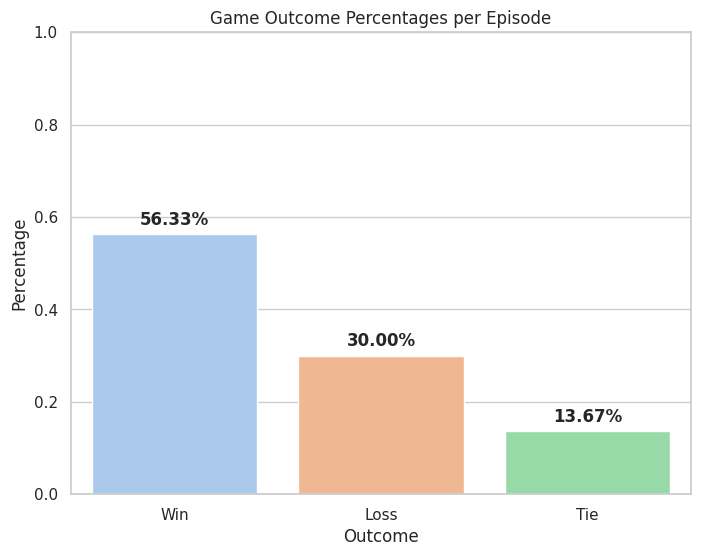 Game Outcome Percentages per Episode
1.0
0.8
0.6
0.4
0.2
0.0
Percentage
56.33%
30.00%
13.67%
Win
Loss
Tie
Outcome